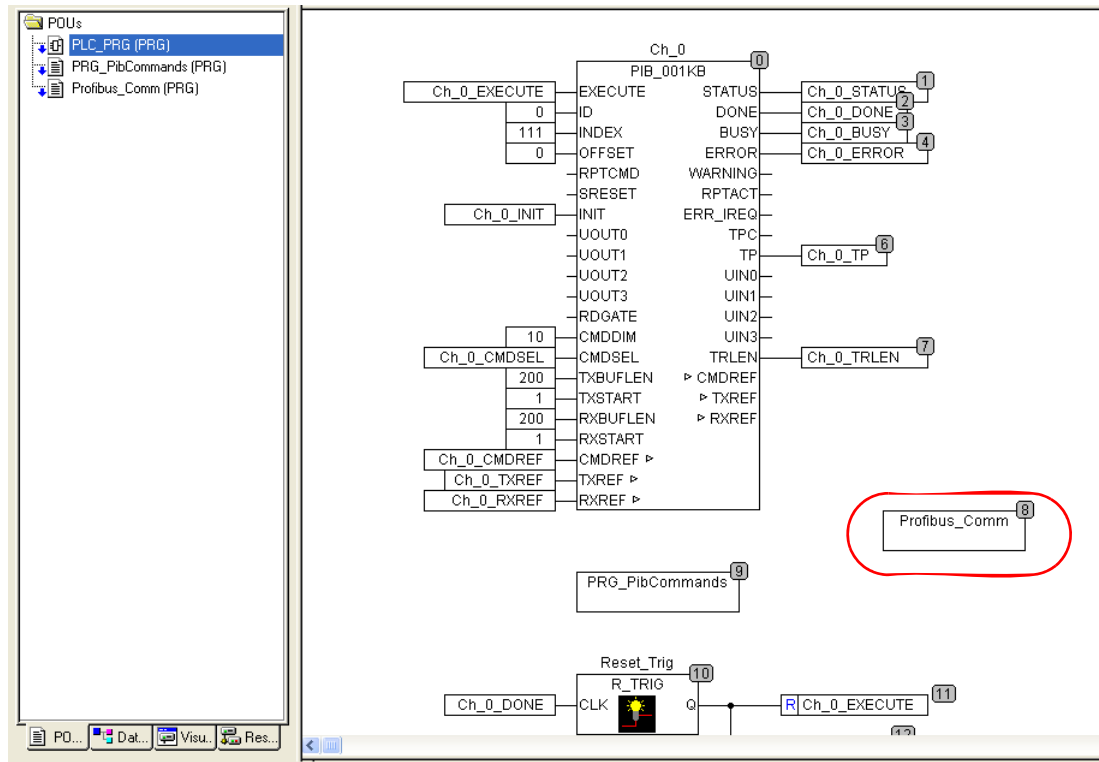 POUs
PLC_PRG (PRG)
PRG_PibCommands (PRG)
Profibus_Comm (PRG)
PO...
Dat...
Visu..
Res...
Ch_0
0
PIB_001KB
1
Ch_0_EXECUTE EXECUTE STATUS Ch_0_STATUS
2
0 ID DONE Ch_0_DONE
3
111 INDEX BUSY Ch_0_BUSY
4
0 OFFSET ERROR Ch_0_ERROR
RPTCMD WARNING
SRESET RPTACT
Ch_0_INIT INIT ERR_IREQ
UOUT0 TPC
6
UOUT1 TP Ch_0_TP
UOUT2 UIN0
UOUT3 UIN1
RDGATE UIN2
10 CMDDIM UIN3
7
Ch_0_CMDSEL CMDSEL TRLEN Ch_0_TRLEN
200 TXBUFLEN CMDREF
1 TXSTART TXREF
200 RXBUFLEN RXREF
1 RXSTART
Ch_0_CMDREF CMDREF
Ch_0_TXREF TXREF
Ch_0_RXREF RXREF
8
Profibus_Comm
9
PRG_PibCommands
Reset_Trig
10
R_TRIG
11
Ch_0_DONE CLK Q R Ch_0_EXECUTE
12